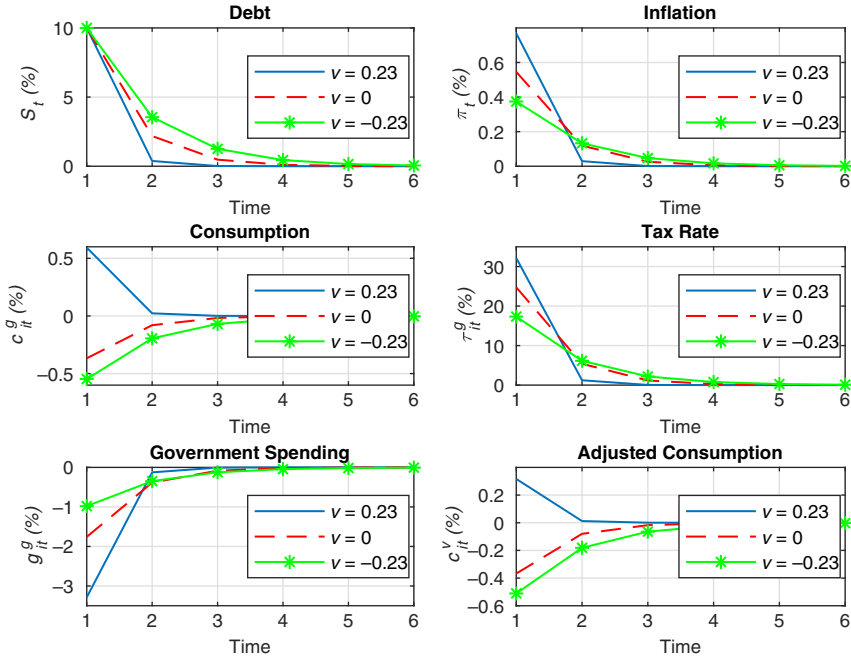 Debt
S_t (%)
10
5
0
v = 0.23
v = 0
v = −0.23
1 2 3 4 5 6
Time
Inflation
π_t (%)
0.6
0.4
0.2
0
v = 0.23
v = 0
v = −0.23
1 2 3 4 5 6
Time
Consumption
c^g_it (%)
0.5
0
−0.5
v = 0.23
v = 0
v = −0.23
1 2 3 4 5 6
Time
Tax Rate
τ^g_it (%)
30
20
10
0
v = 0.23
v = 0
v = −0.23
1 2 3 4 5 6
Time
Government Spending
g^g_it (%)
0
−1
−2
−3
v = 0.23
v = 0
v = −0.23
1 2 3 4 5 6
Time
Adjusted Consumption
c^v_it (%)
0.2
0
−0.2
−0.4
−0.6
v = 0.23
v = 0
v = −0.23
1 2 3 4 5 6
Time